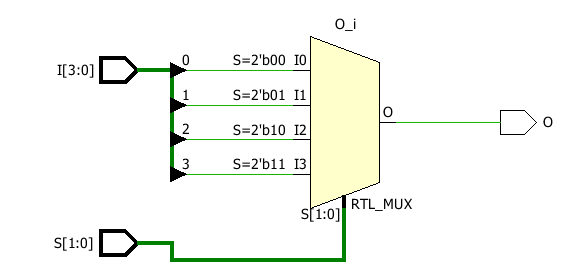 O_i
I[3:0]
0 S=2'b00 I0
1 S=2'b01 I1
2 S=2'b10 I2
3 S=2'b11 I3
O
O
S[1:0]
RTL_MUX
S[1:0]